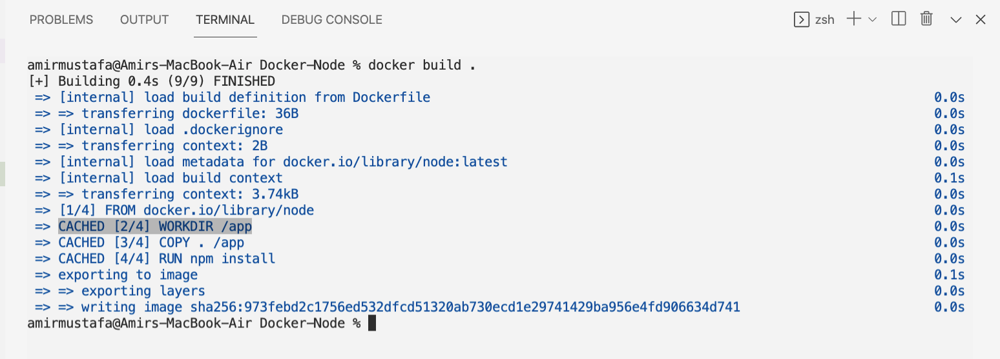 PROBLEMS OUTPUT TERMINAL DEBUG CONSOLE zsh
amirmustafa@Amirs-MacBook-Air Docker-Node % docker build .
[+] Building 0.4s (9/9) FINISHED
=> [internal] load build definition from Dockerfile 0.0s
=> => transferring dockerfile: 36B 0.0s
=> [internal] load .dockerignore 0.0s
=> => transferring context: 2B 0.0s
=> [internal] load metadata for docker.io/library/node:latest 0.0s
=> [internal] load build context 0.1s
=> => transferring context: 3.74kB 0.0s
=> [1/4] FROM docker.io/library/node 0.0s
=> CACHED [2/4] WORKDIR /app 0.0s
=> CACHED [3/4] COPY . /app 0.0s
=> CACHED [4/4] RUN npm install 0.0s
=> exporting to image 0.1s
=> => exporting layers 0.0s
=> => writing image sha256:973febd2c1756ed532dfcd51320ab730ecd1e29741429ba956e4fd906634d741 0.0s
amirmustafa@Amirs-MacBook-Air Docker-Node %